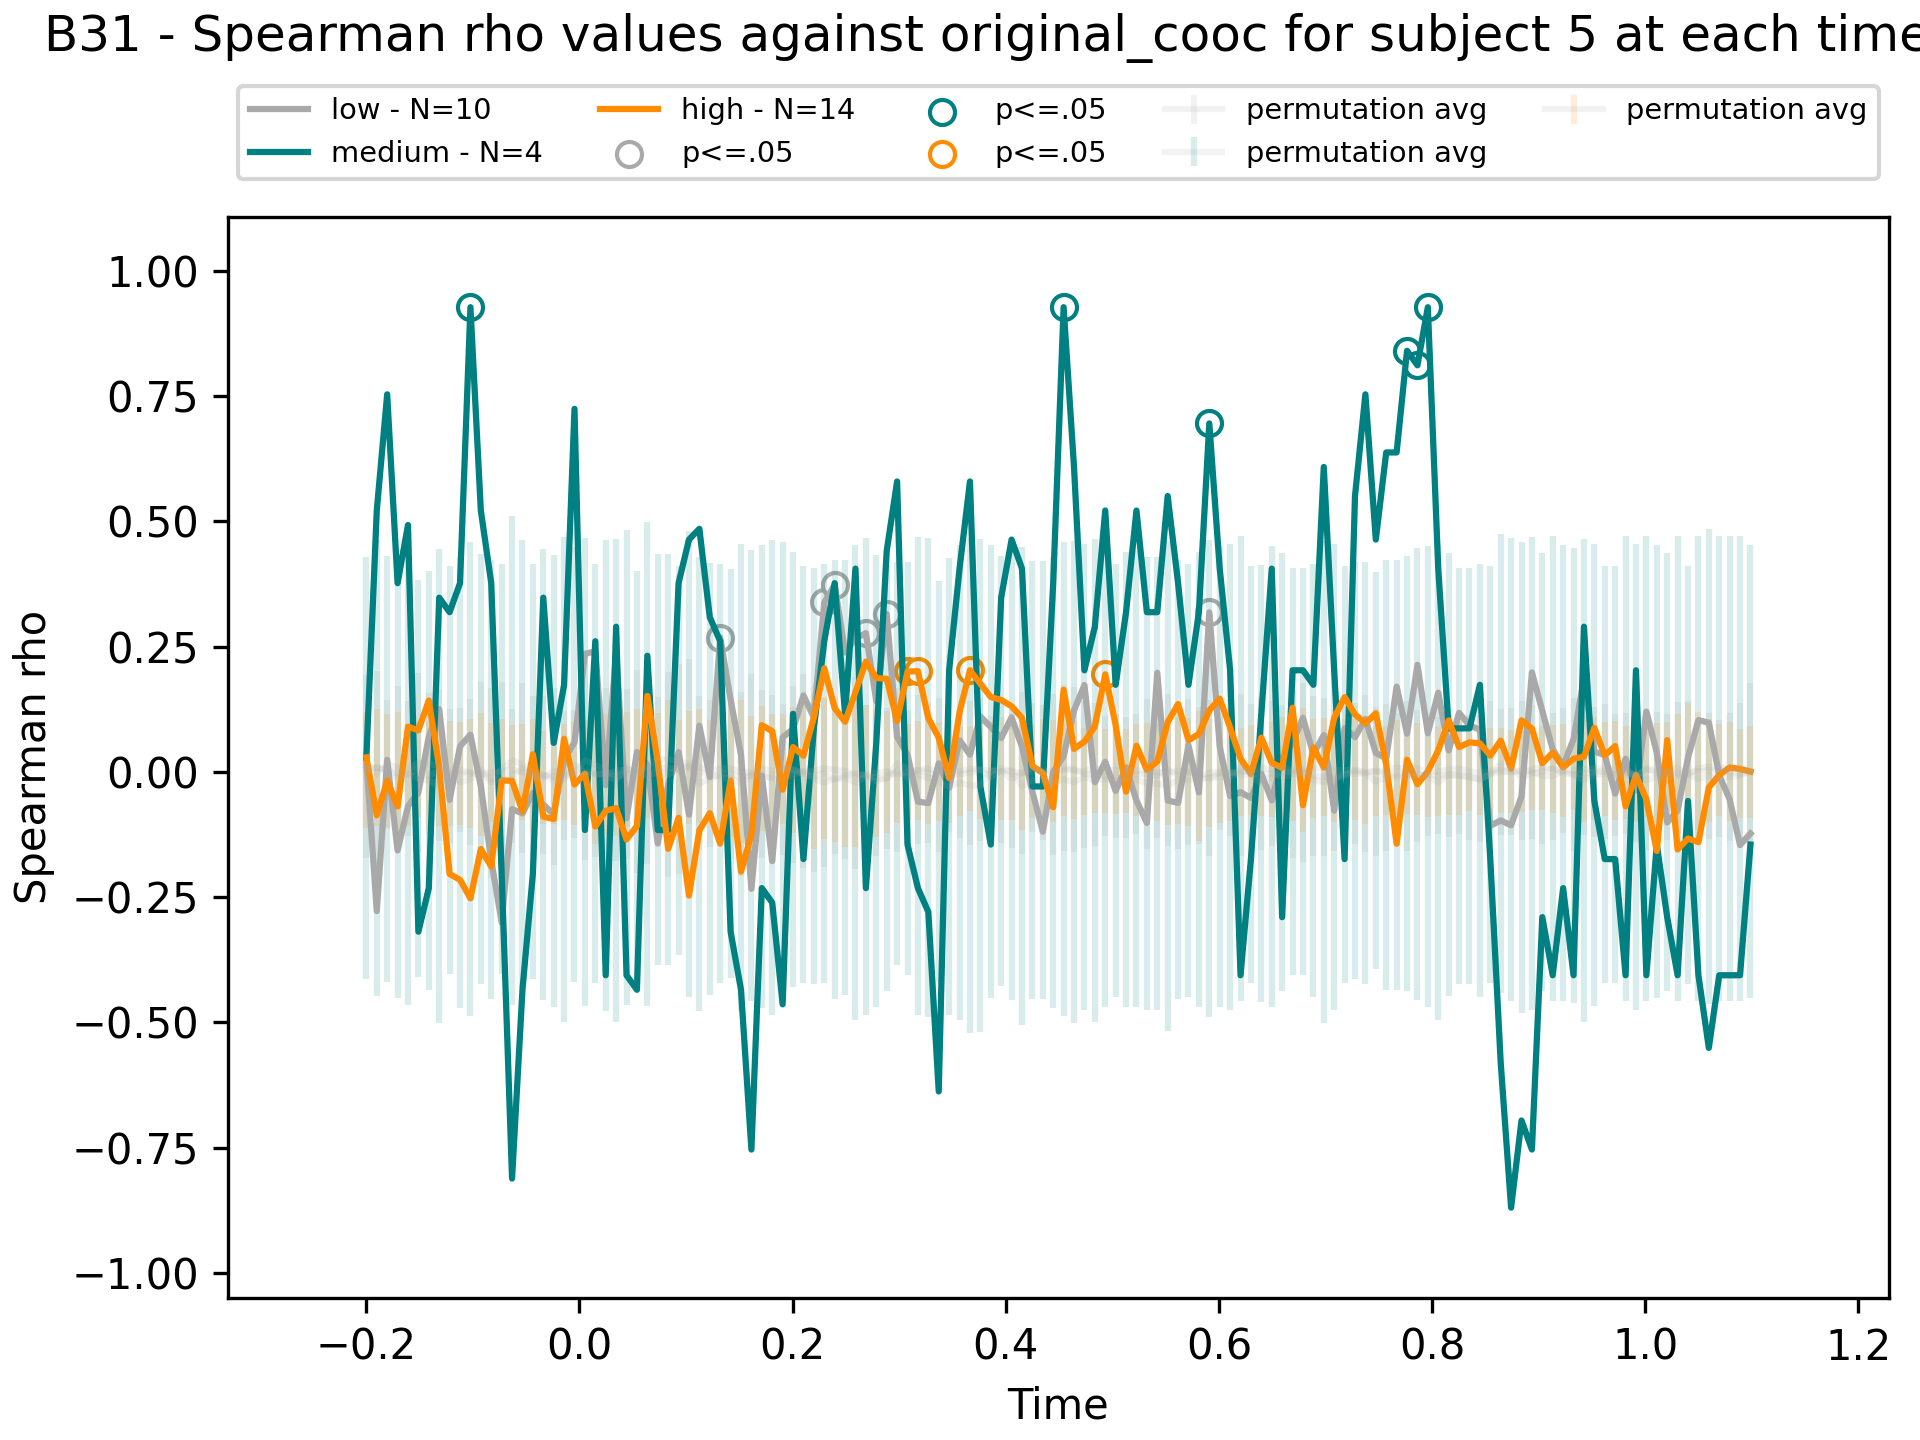 B31 - Spearman rho values against original_cooc for subject 5 at each time
low - N=10 high - N=14 p<=.05 permutation avg permutation avg
medium - N=4 p<=.05 p<=.05 permutation avg
1.00
0.75
0.50
0.25
0.00
−0.25
−0.50
−0.75
−1.00
Spearman rho
−0.2 0.0 0.2 0.4 0.6 0.8 1.0 1.2
Time